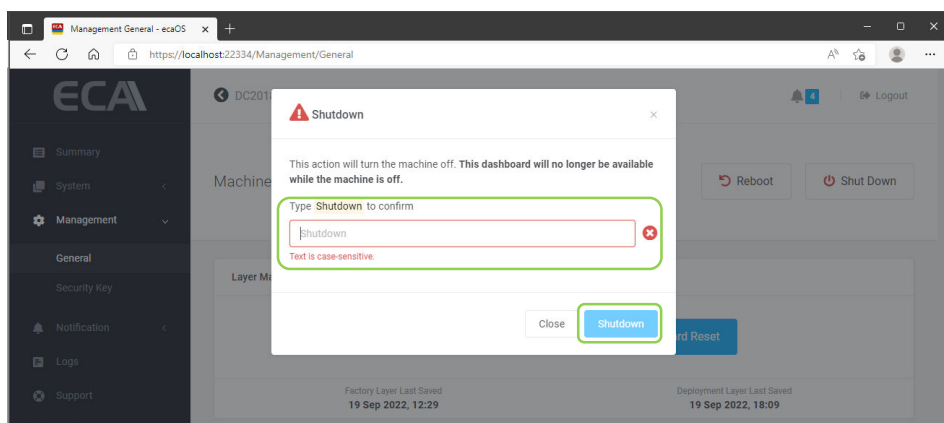 Management General - ecaOS
https://localhost:22334/Management/General
ECA
DC201
4
Logout
Summary
System
Management
General
Security Key
Notification
Logs
Support
Machine
Reboot
Shut Down
Layer Ma
rd Reset
Factory Layer Last Saved
19 Sep 2022, 12:29
Deployment Layer Last Saved
19 Sep 2022, 18:09
Shutdown
This action will turn the machine off. This dashboard will no longer be available
while the machine is off.
Type Shutdown to confirm
Shutdown
Text is case-sensitive.
Close
Shutdown